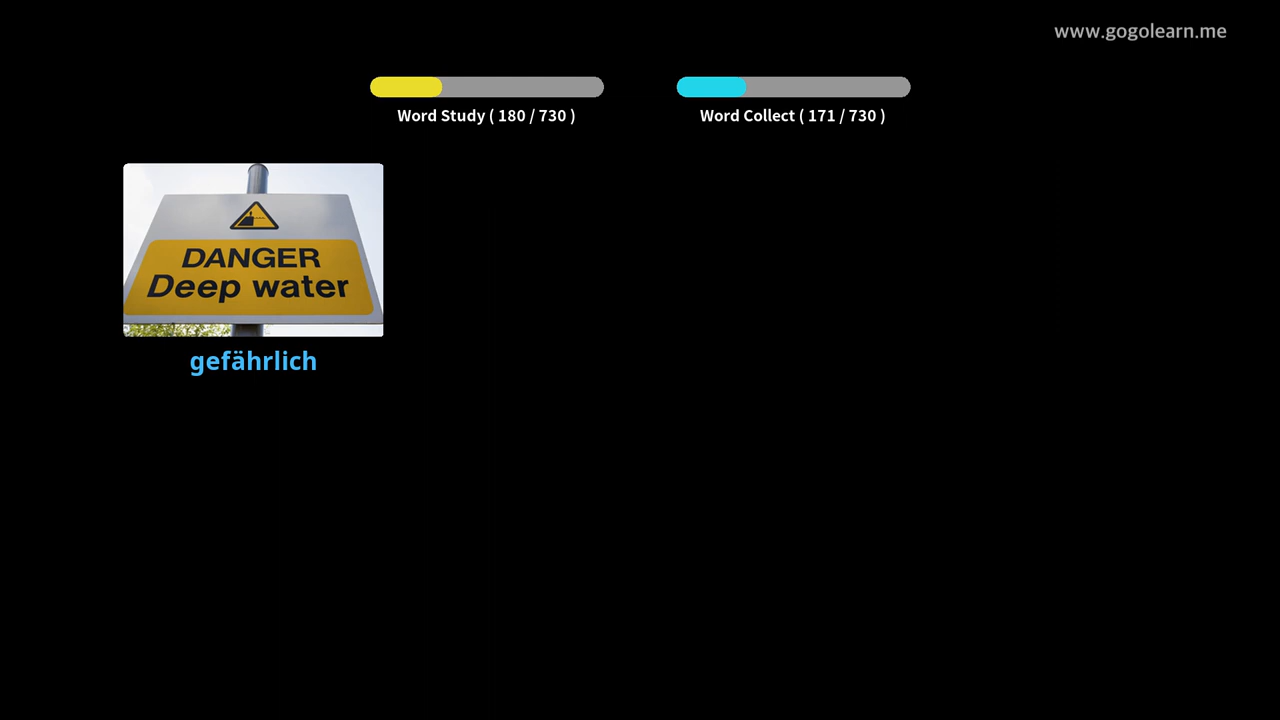 www.gogolearn.me
Word Study ( 180 / 730 )
Word Collect ( 171 / 730 )
DANGER
Deep water
gefährlich